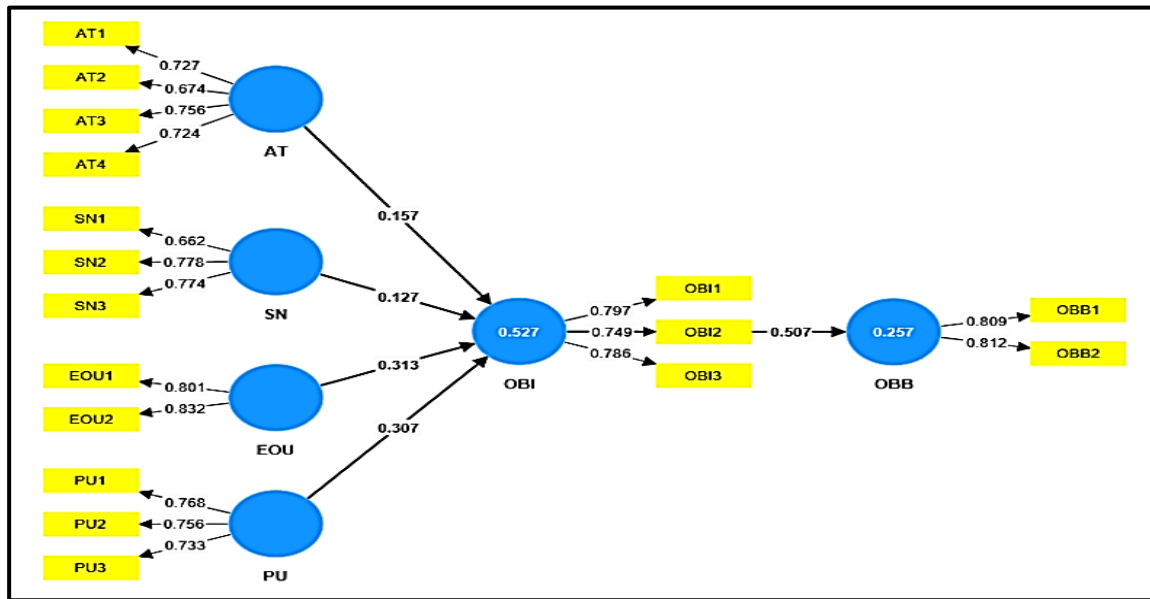 AT1
0.727
AT2
0.674
AT3
0.756
AT4
0.724
AT
0.157
SN1
0.662
SN2
0.778
SN3
0.774
SN
0.127
EOU1
0.801
EOU2
0.832
EOU
0.313
PU1
0.768
PU2
0.756
PU3
0.733
PU
0.307
0.527
OBI
0.797
OBI1
0.749
OBI2
0.786
OBI3
0.507
0.257
OBB
0.809
OBB1
0.812
OBB2